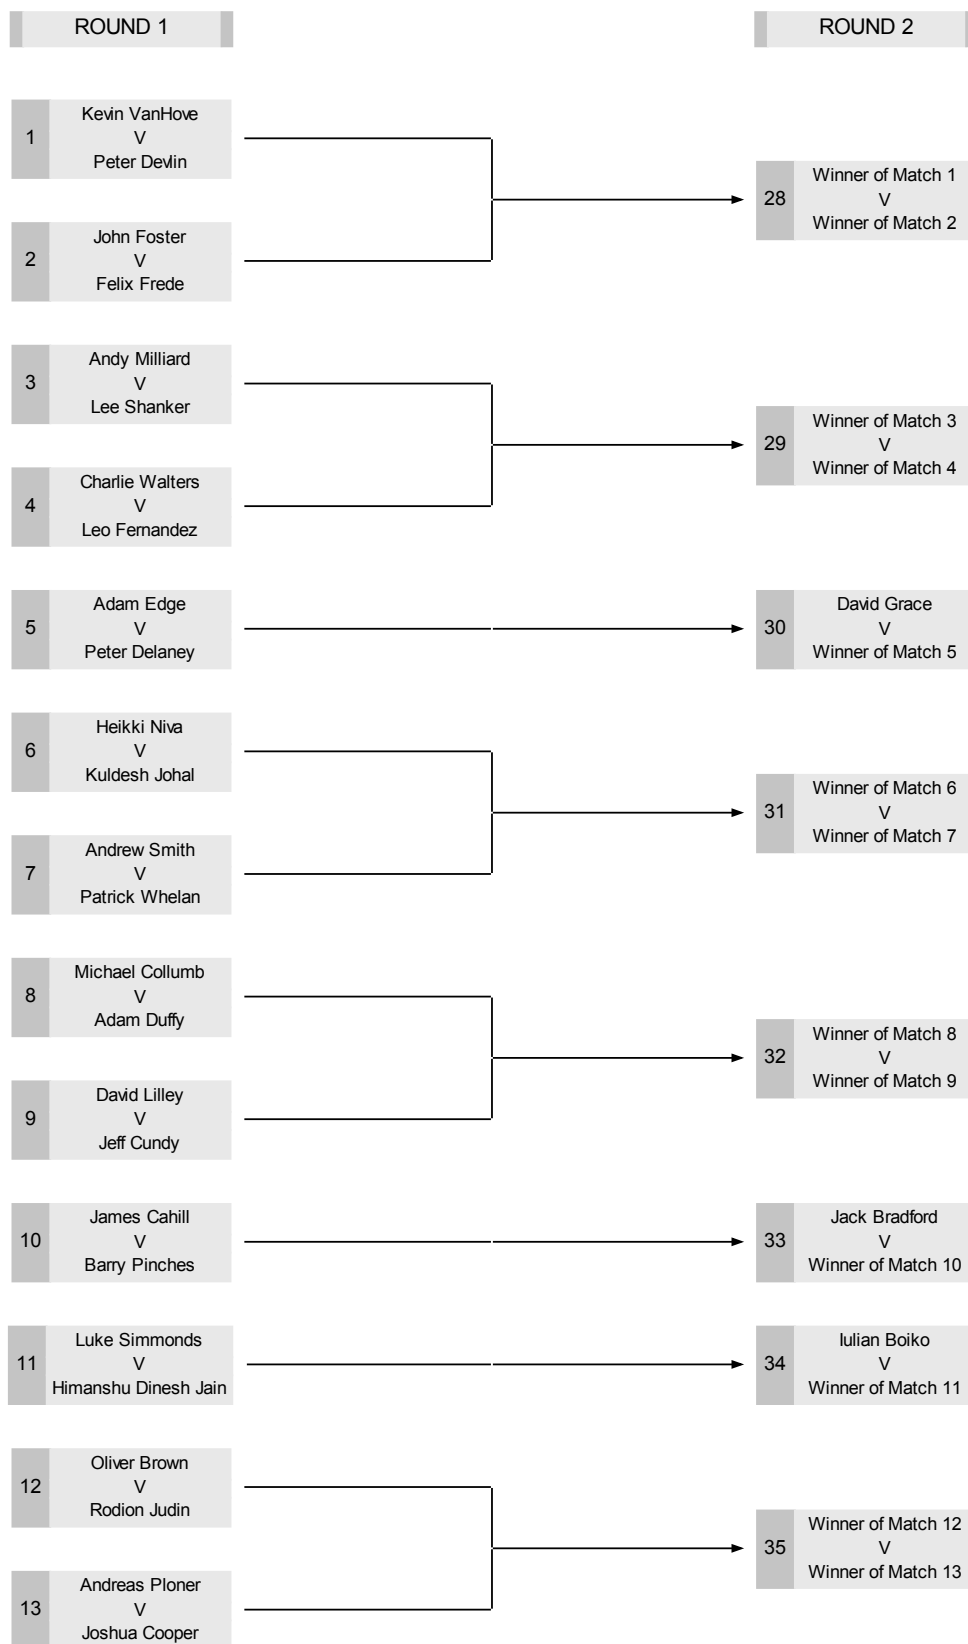 ROUND 1
ROUND 2
1
Kevin VanHove
V
Peter Devlin
28
Winner of Match 1
V
Winner of Match 2
2
John Foster
V
Felix Frede
3
Andy Milliard
V
Lee Shanker
29
Winner of Match 3
V
Winner of Match 4
4
Charlie Walters
V
Leo Fernandez
5
Adam Edge
V
Peter Delaney
30
David Grace
V
Winner of Match 5
6
Heikki Niva
V
Kuldesh Johal
31
Winner of Match 6
V
Winner of Match 7
7
Andrew Smith
V
Patrick Whelan
8
Michael Collumb
V
Adam Duffy
32
Winner of Match 8
V
Winner of Match 9
9
David Lilley
V
Jeff Cundy
10
James Cahill
V
Barry Pinches
33
Jack Bradford
V
Winner of Match 10
11
Luke Simmonds
V
Himanshu Dinesh Jain
34
Iulian Boiko
V
Winner of Match 11
12
Oliver Brown
V
Rodion Judin
35
Winner of Match 12
V
Winner of Match 13
13
Andreas Ploner
V
Joshua Cooper